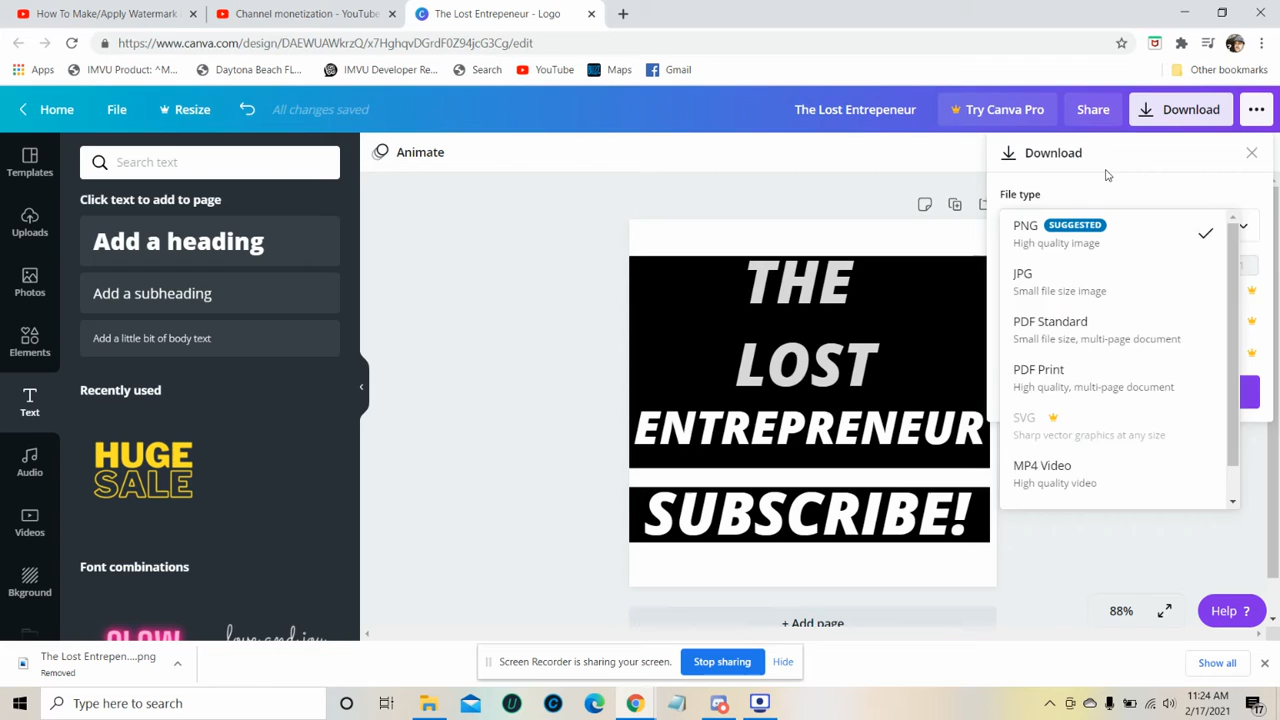 How To Make/Apply Watermark
Channel monetization - YouTube
The Lost Entrepeneur - Logo
https://www.canva.com/design/DAEWUAWkrzQ/x7HghqvDGrdF0Z94jcG3Cg/edit
Apps
IMVU Product: ^M...
Daytona Beach FL...
IMVU Developer Re...
Search
YouTube
Maps
Gmail
Other bookmarks
Home
File
Resize
All changes saved
The Lost Entrepeneur
Try Canva Pro
Share
Download
Templates
Uploads
Photos
Elements
Text
Audio
Videos
Bkground
Search text
Click text to add to page
Add a heading
Add a subheading
Add a little bit of body text
Recently used
HUGE
SALE
Font combinations
GLOW
love and joy
Animate
THE
LOST
ENTREPRENEUR
SUBSCRIBE!
+ Add page
Download
File type
PNG SUGGESTED
High quality image
JPG
Small file size image
PDF Standard
Small file size, multi-page document
PDF Print
High quality, multi-page document
SVG
Sharp vector graphics at any size
MP4 Video
High quality video
88%
Help ?
The Lost Entrepen....png
Removed
Screen Recorder is sharing your screen.
Stop sharing
Hide
Show all
Type here to search
11:24 AM
2/17/2021
17